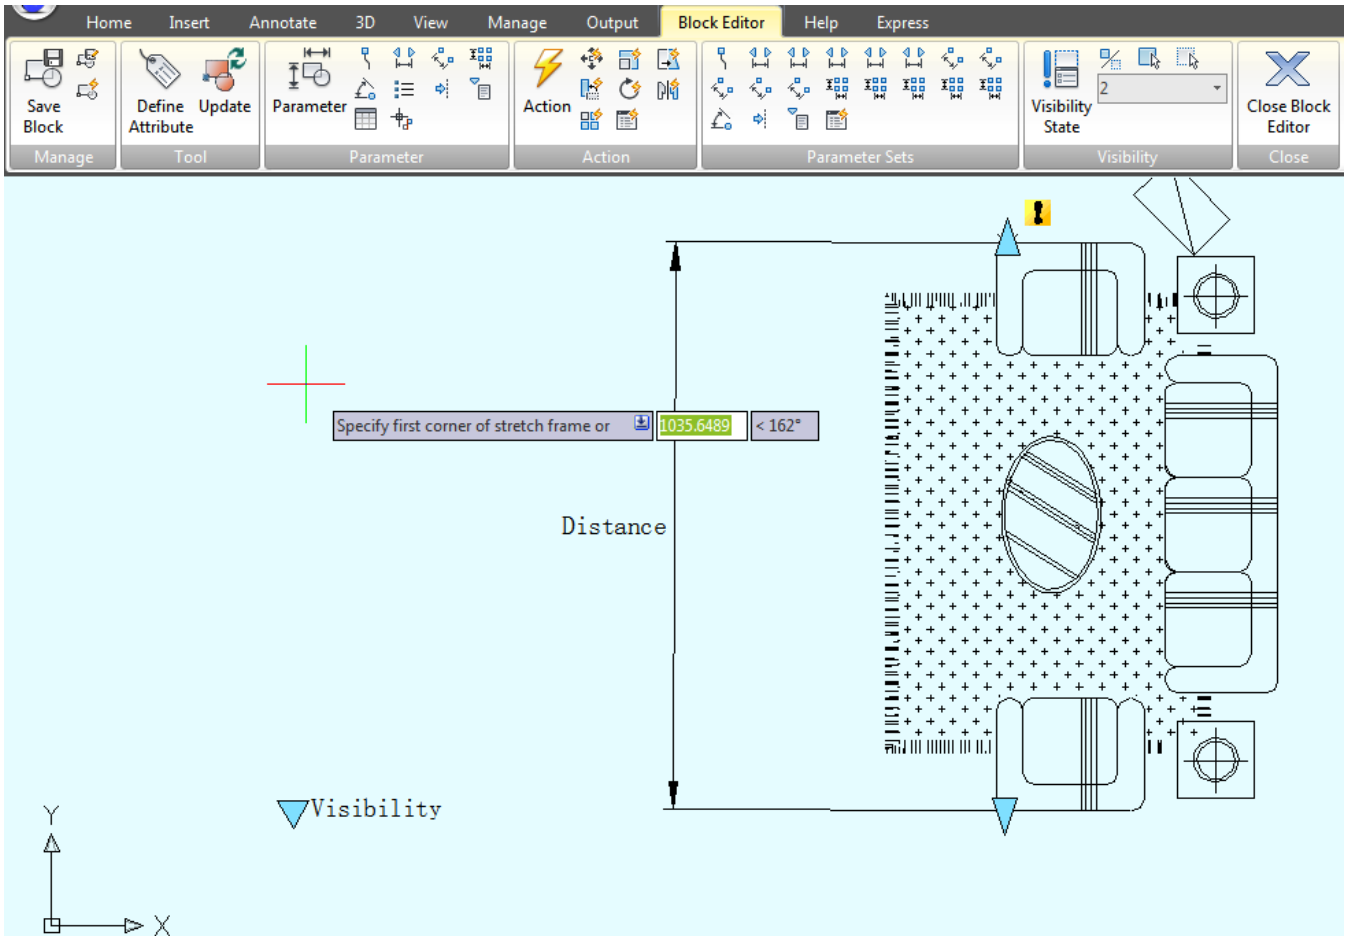 Home Insert Annotate 3D View Manage Output Block Editor Help Express
Save Block
Define Attribute
Update
Parameter
Action
2
Visibility State
Close Block Editor
Manage Tool Parameter Action Parameter Sets Visibility Close
Specify first corner of stretch frame or 1035.6489 < 162°
Distance
Visibility
Y
X